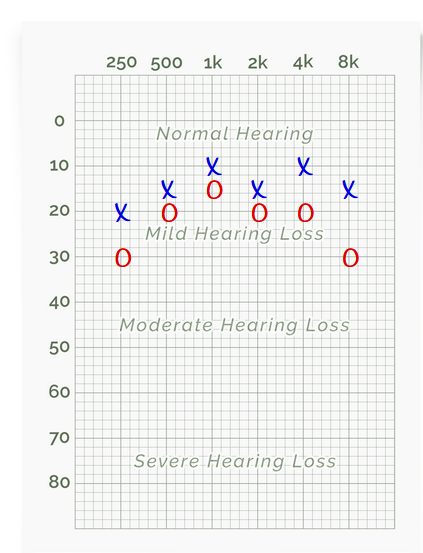 250 500 1k 2k 4k 8k
0
Normal Hearing
10
X X
X X X
O
20
X O O O
Mild Hearing Loss
30
O O
40
Moderate Hearing Loss
50
60
70
Severe Hearing Loss
80